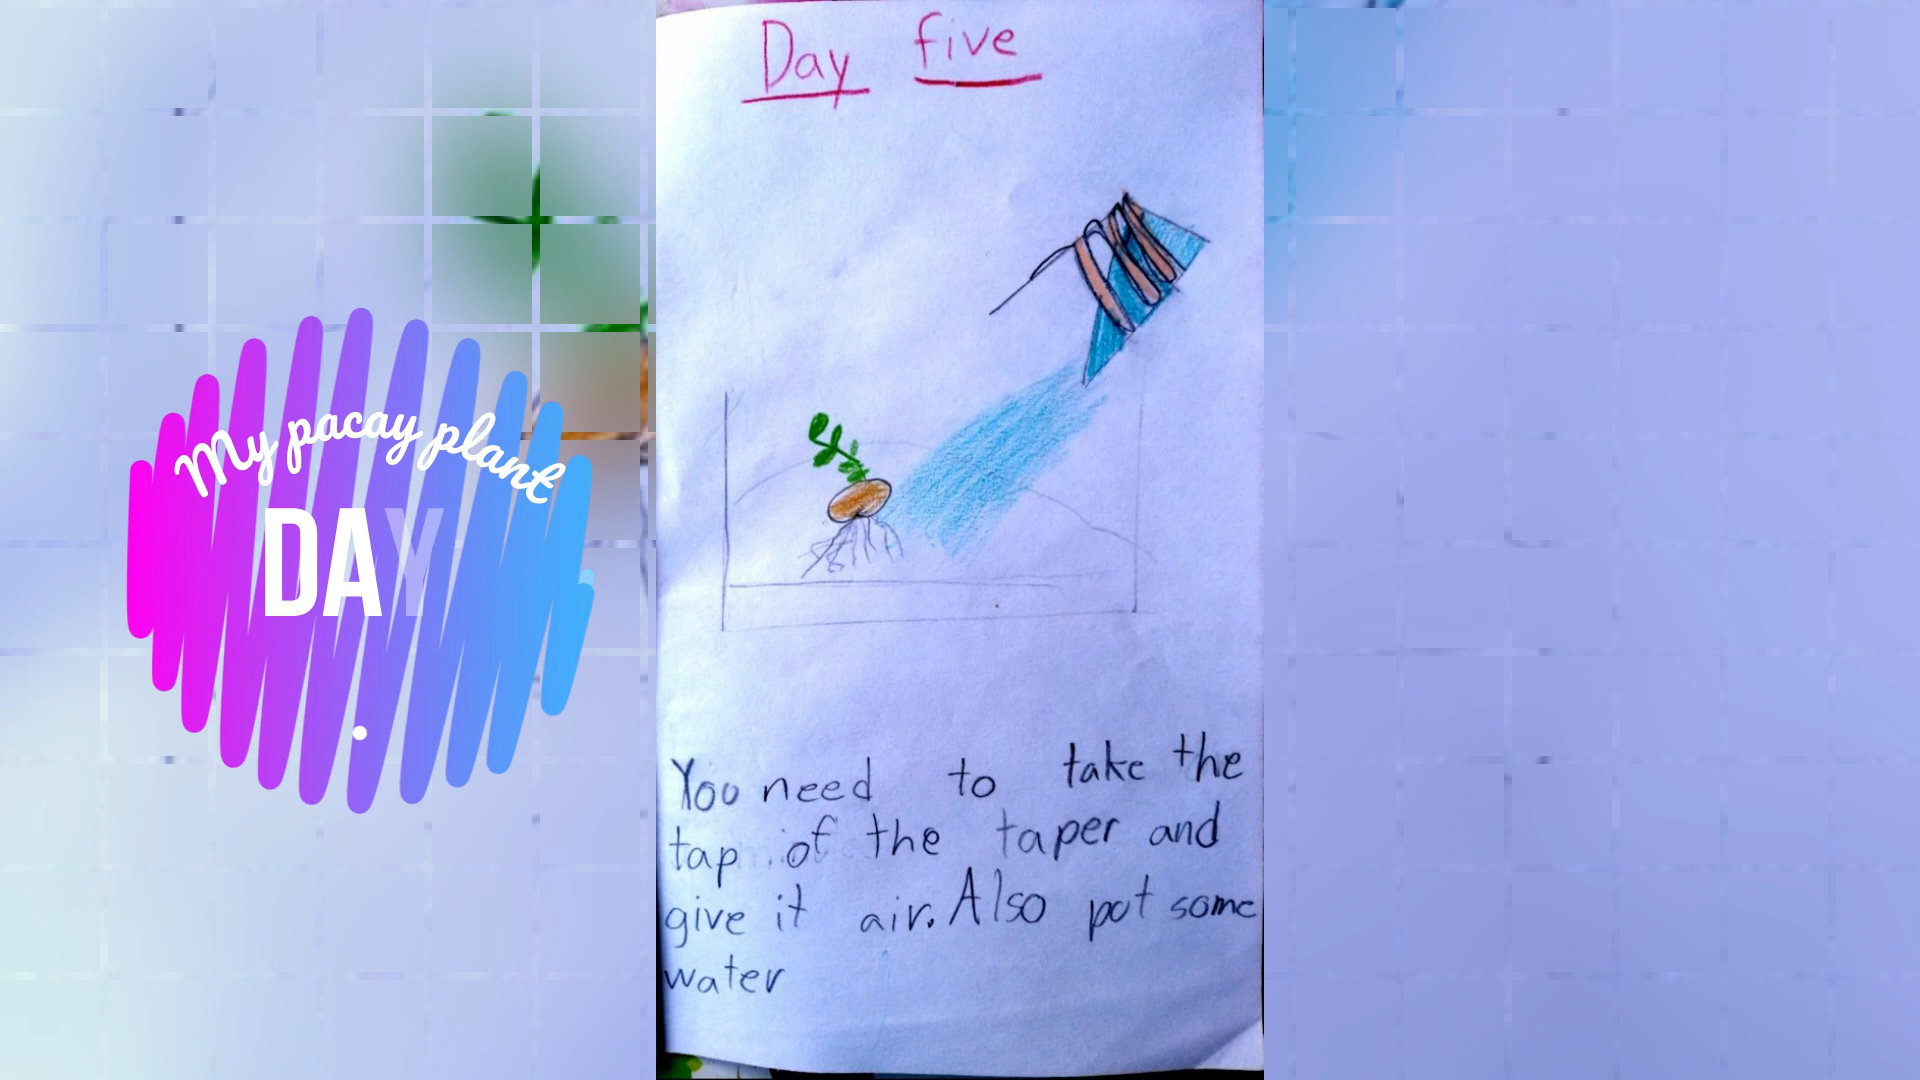 Day five
My pacay plant
DAY
You need to take the
tap of the taper and
give it air. Also pot some
water